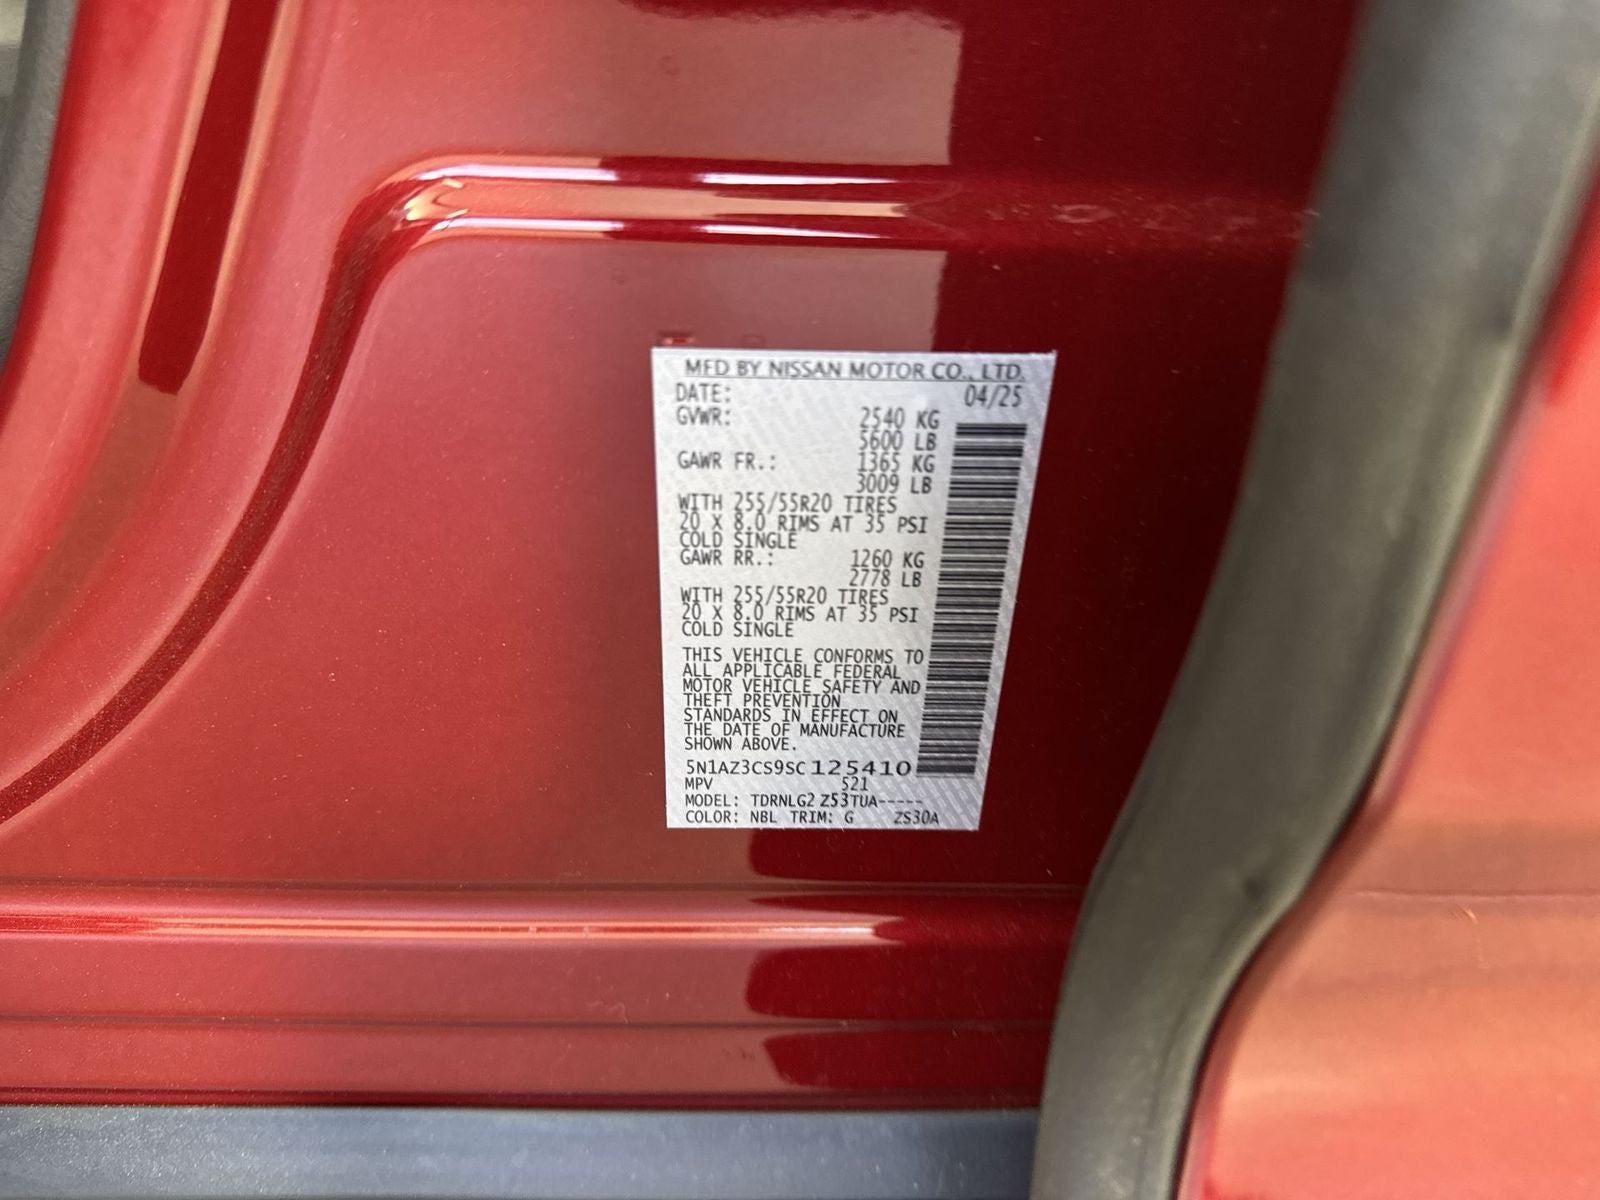 MFD BY NISSAN MOTOR CO., LTD.
DATE: 04/25
GVWR: 2540 KG
5600 LB
GAWR FR.: 1365 KG
3009 LB
WITH 255/55R20 TIRES
20 X 8.0 RIMS AT 35 PSI
COLD SINGLE
GAWR RR.: 1260 KG
2778 LB
WITH 255/55R20 TIRES
20 X 8.0 RIMS AT 35 PSI
COLD SINGLE
THIS VEHICLE CONFORMS TO
ALL APPLICABLE FEDERAL
MOTOR VEHICLE SAFETY AND
THEFT PREVENTION
STANDARDS IN EFFECT ON
THE DATE OF MANUFACTURE
SHOWN ABOVE.
5N1AZ3CS9SC125410
MPV 521
MODEL: TDRNLG2 Z53TUA-----
COLOR: NBL TRIM: G ZS30A